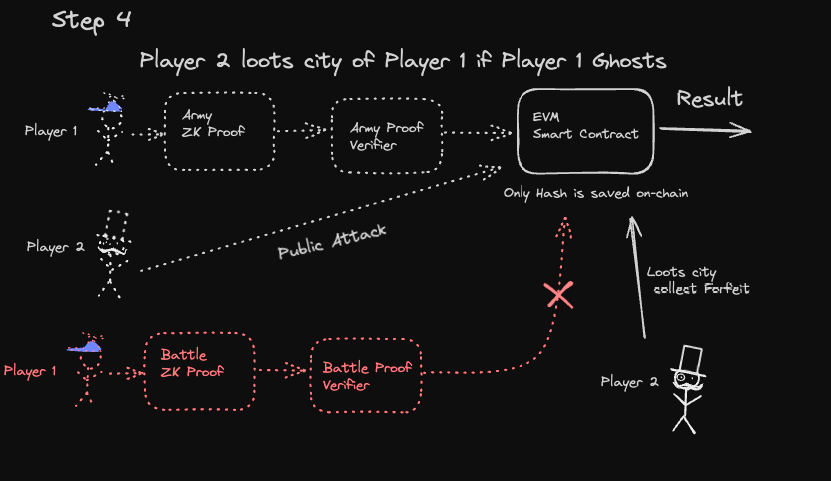 Step 4
Player 2 loots city of Player 1 if Player 1 Ghosts
Player 1
Army
ZK Proof
Army Proof
Verifier
EVM
Smart Contract
Result
Only Hash is saved on-chain
Player 2
Public Attack
Loots city
collect Forfeit
Player 1
Battle
ZK Proof
Battle Proof
Verifier
Player 2